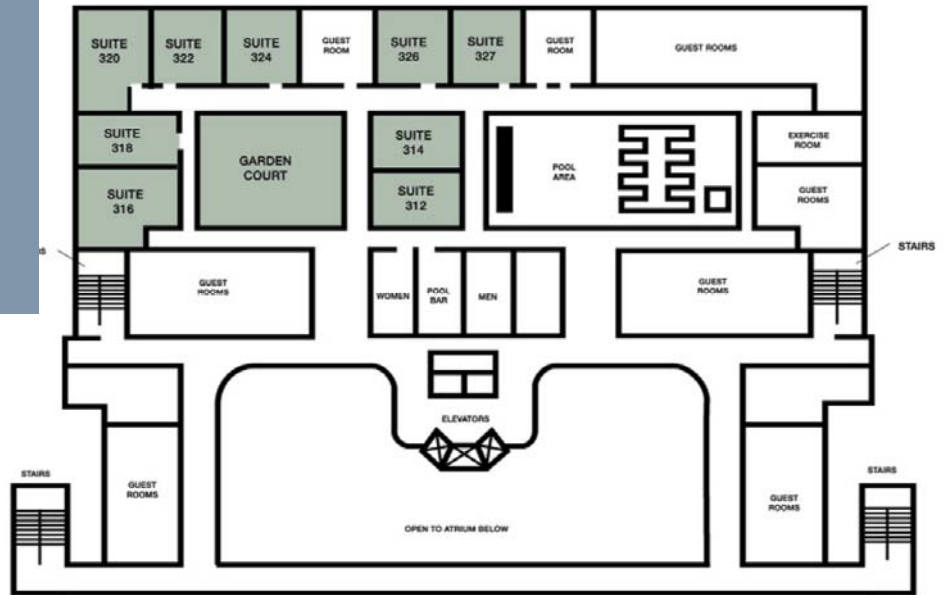 SUITE
320
SUITE
322
SUITE
324
GUEST
ROOM
SUITE
326
SUITE
327
GUEST
ROOM
GUEST ROOMS
SUITE
318
GARDEN
COURT
SUITE
314
POOL
AREA
EXERCISE
ROOM
SUITE
316
SUITE
312
GUEST
ROOMS
STAIRS
GUEST
ROOMS
WOMEN
POOL
BAR
MEN
GUEST
ROOMS
ELEVATORS
STAIRS
GUEST
ROOMS
OPEN TO ATRIUM BELOW
GUEST
ROOMS
STAIRS